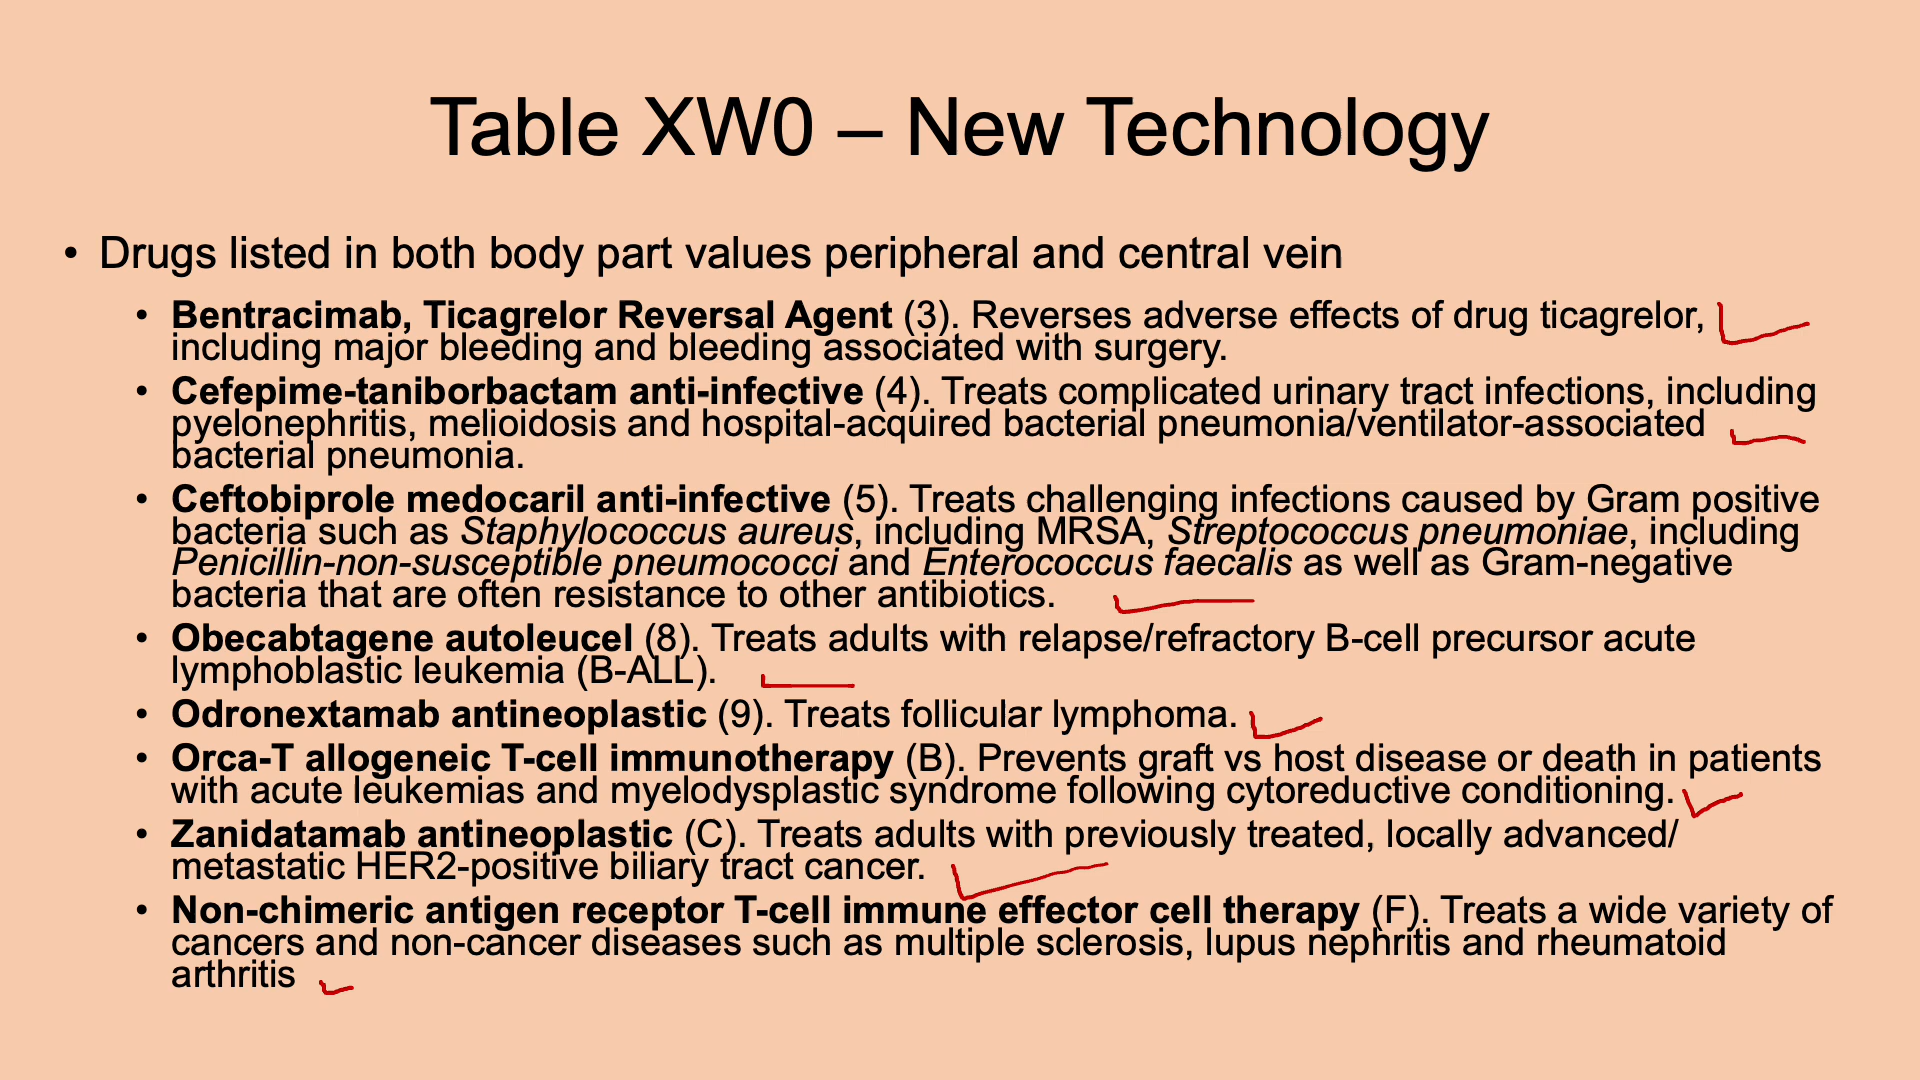 Table XW0 – New Technology
• Drugs listed in both body part values peripheral and central vein
• Bentracimab, Ticagrelor Reversal Agent (3). Reverses adverse effects of drug ticagrelor,
including major bleeding and bleeding associated with surgery.
• Cefepime-taniborbactam anti-infective (4). Treats complicated urinary tract infections, including
pyelonephritis, melioidosis and hospital-acquired bacterial pneumonia/ventilator-associated
bacterial pneumonia.
• Ceftobiprole medocaril anti-infective (5). Treats challenging infections caused by Gram positive
bacteria such as Staphylococcus aureus, including MRSA, Streptococcus pneumoniae, including
Penicillin-non-susceptible pneumococci and Enterococcus faecalis as well as Gram-negative
bacteria that are often resistance to other antibiotics.
• Obecabtagene autoleucel (8). Treats adults with relapse/refractory B-cell precursor acute
lymphoblastic leukemia (B-ALL).
• Odronextamab antineoplastic (9). Treats follicular lymphoma.
• Orca-T allogeneic T-cell immunotherapy (B). Prevents graft vs host disease or death in patients
with acute leukemias and myelodysplastic syndrome following cytoreductive conditioning.
• Zanidatamab antineoplastic (C). Treats adults with previously treated, locally advanced/
metastatic HER2-positive biliary tract cancer.
• Non-chimeric antigen receptor T-cell immune effector cell therapy (F). Treats a wide variety of
cancers and non-cancer diseases such as multiple sclerosis, lupus nephritis and rheumatoid
arthritis